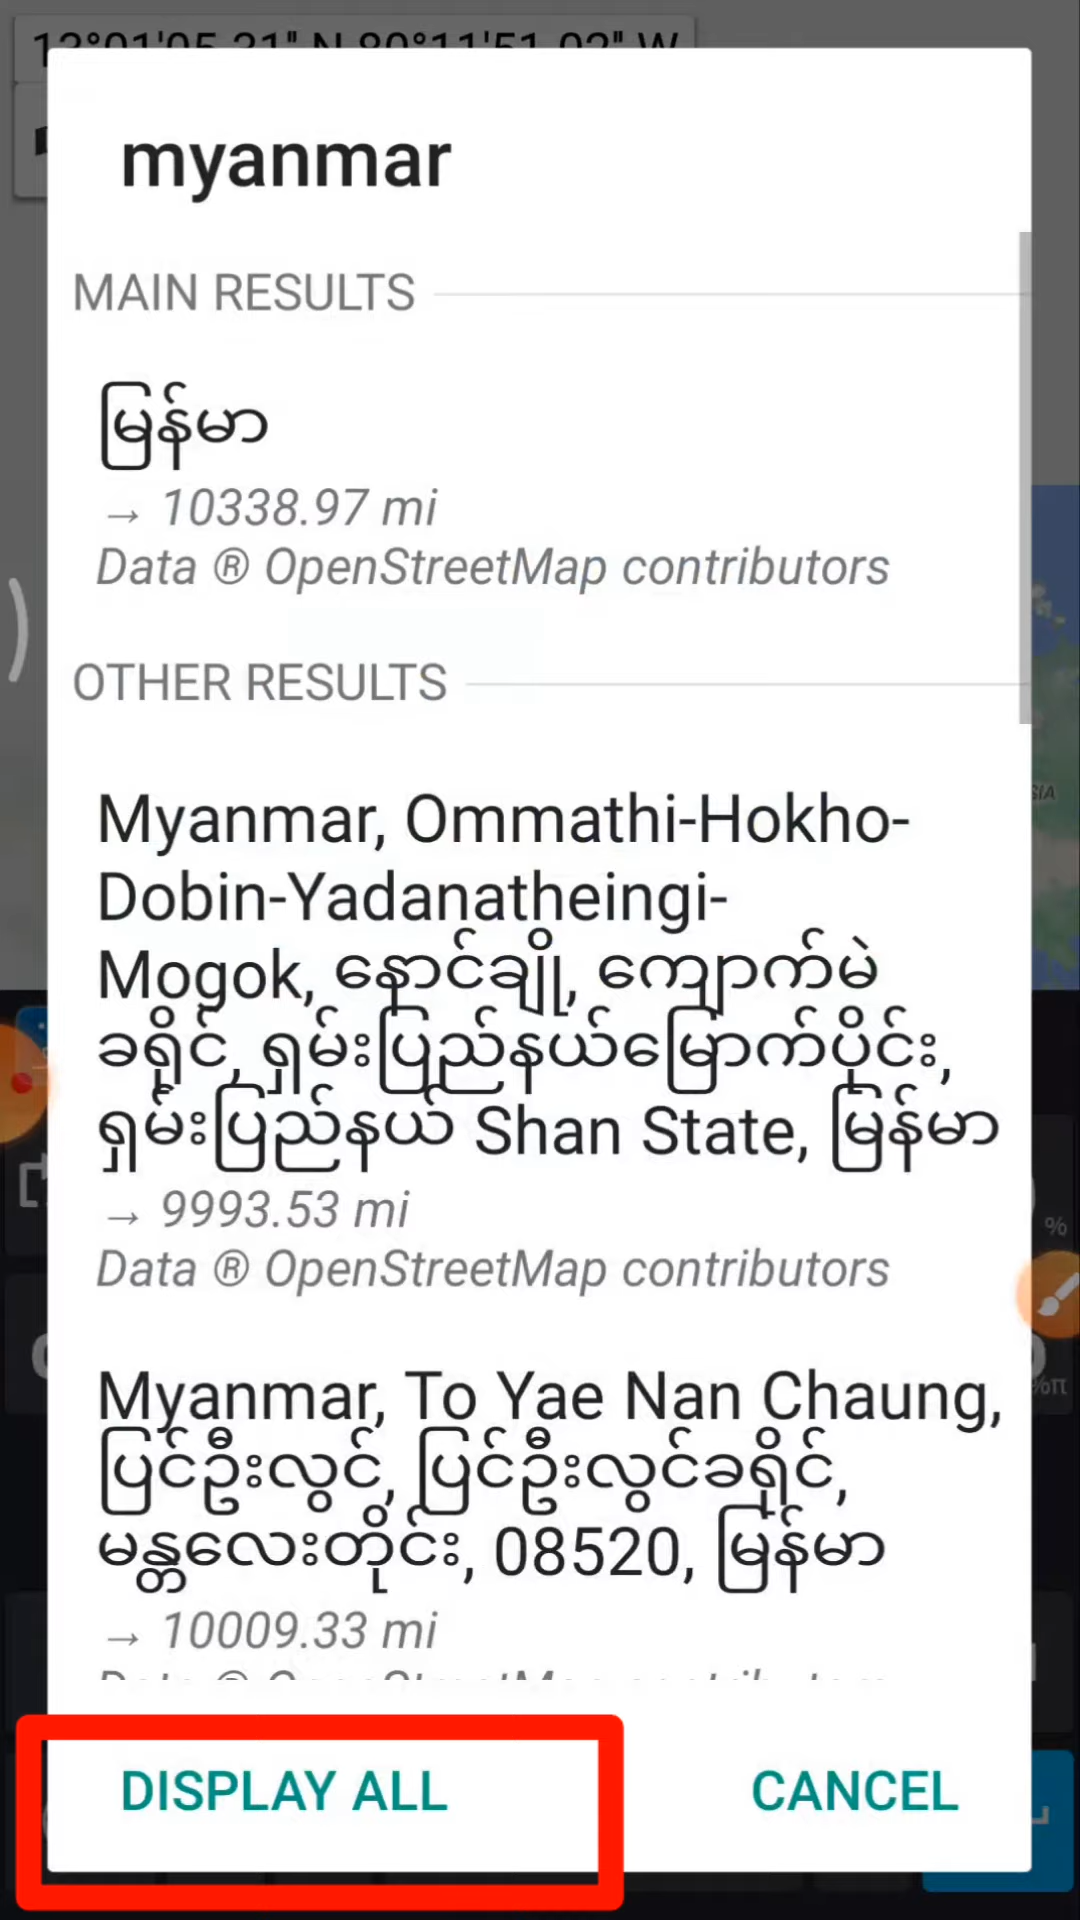 myanmar
MAIN RESULTS
မြန်မာ
→ 10338.97 mi
Data ® OpenStreetMap contributors
OTHER RESULTS
Myanmar, Ommathi-Hokho-
Dobin-Yadanatheingi-
Mogok, နောင်ချို, ကျောက်မဲ
ခရိုင်, ရှမ်းပြည်နယ်မြောက်ပိုင်း,
ရှမ်းပြည်နယ် Shan State, မြန်မာ
→ 9993.53 mi
Data ® OpenStreetMap contributors
Myanmar, To Yae Nan Chaung,
ပြင်ဦးလွင်, ပြင်ဦးလွင်ခရိုင်,
မန္တလေးတိုင်း, 08520, မြန်မာ
→ 10009.33 mi
DISPLAY ALL
CANCEL